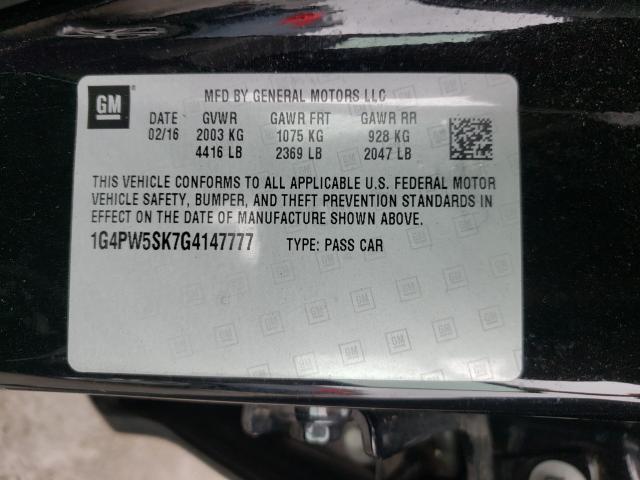 GM
MFD BY GENERAL MOTORS LLC
DATE GVWR GAWR FRT GAWR RR
02/16 2003 KG 1075 KG 928 KG
4416 LB 2369 LB 2047 LB
THIS VEHICLE CONFORMS TO ALL APPLICABLE U.S. FEDERAL MOTOR
VEHICLE SAFETY, BUMPER, AND THEFT PREVENTION STANDARDS IN
EFFECT ON THE DATE OF MANUFACTURE SHOWN ABOVE.
1G4PW5SK7G4147777 TYPE: PASS CAR